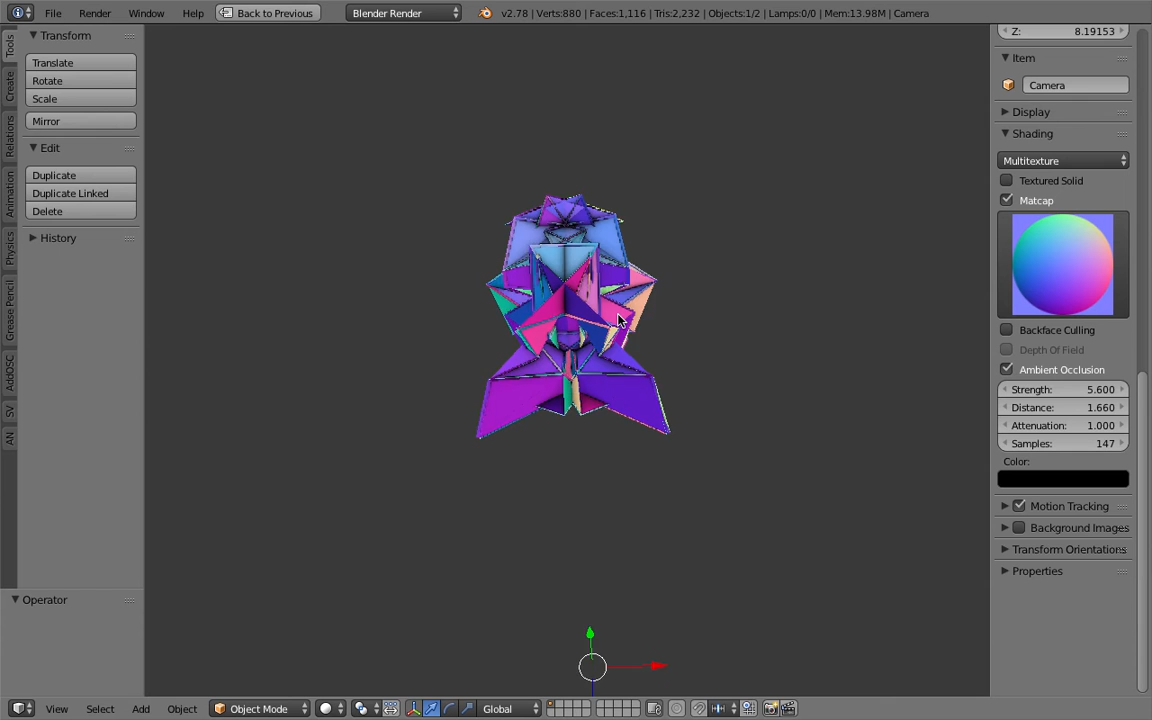 File Render Window Help Back to Previous Blender Render v2.78 | Verts:880 | Faces:1,116 | Tris:2,232 | Objects:1/2 | Lamps:0/0 | Mem:13.98M | Camera
Tools
Create
Relations
Animation
Physics
Grease Pencil
AddOSC
SV
AN
Transform
Translate
Rotate
Scale
Mirror
Edit
Duplicate
Duplicate Linked
Delete
History
Operator
Z: 8.19153
Item
Camera
Display
Shading
Multitexture
Textured Solid
Matcap
Backface Culling
Depth Of Field
Ambient Occlusion
Strength: 5.600
Distance: 1.660
Attenuation: 1.000
Samples: 147
Color:
Motion Tracking
Background Images
Transform Orientations
Properties
View Select Add Object Object Mode Global